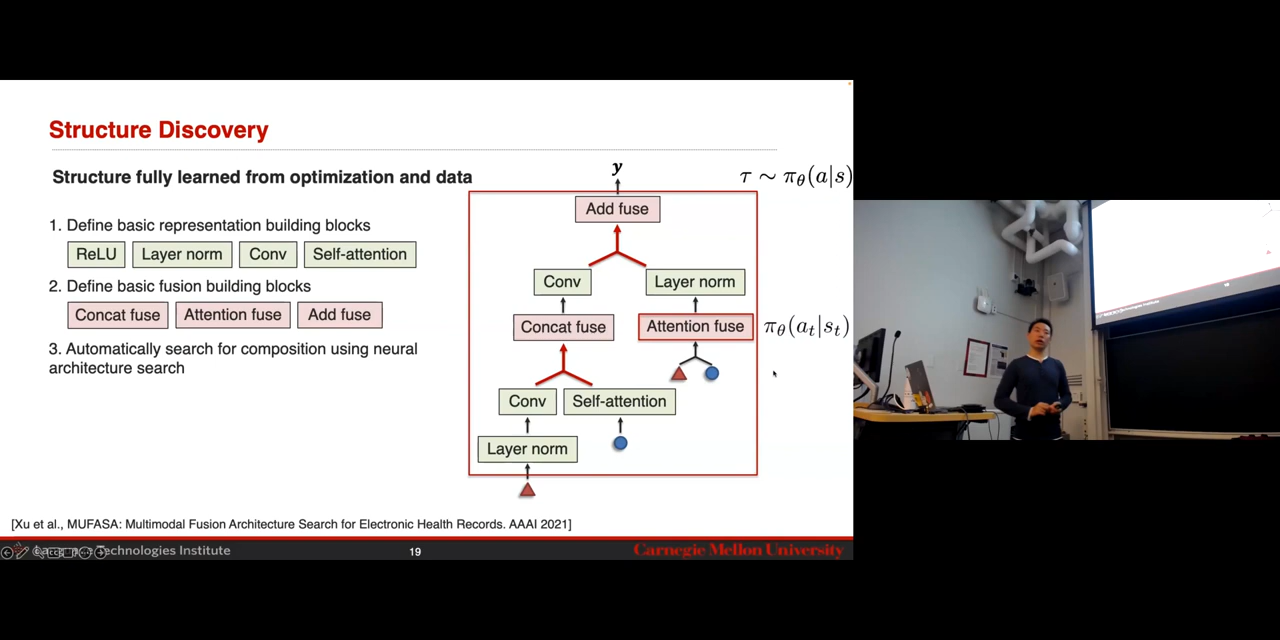 Structure Discovery
Structure fully learned from optimization and data
1. Define basic representation building blocks
ReLU
Layer norm
Conv
Self-attention
2. Define basic fusion building blocks
Concat fuse
Attention fuse
Add fuse
3. Automatically search for composition using neural
architecture search
y
τ ∼ πθ(a|s)
Add fuse
Conv
Layer norm
Concat fuse
Attention fuse
πθ(at|st)
Conv
Self-attention
Layer norm
[Xu et al., MUFASA: Multimodal Fusion Architecture Search for Electronic Health Records. AAAI 2021]
Technologies Institute
19
Carnegie Mellon University